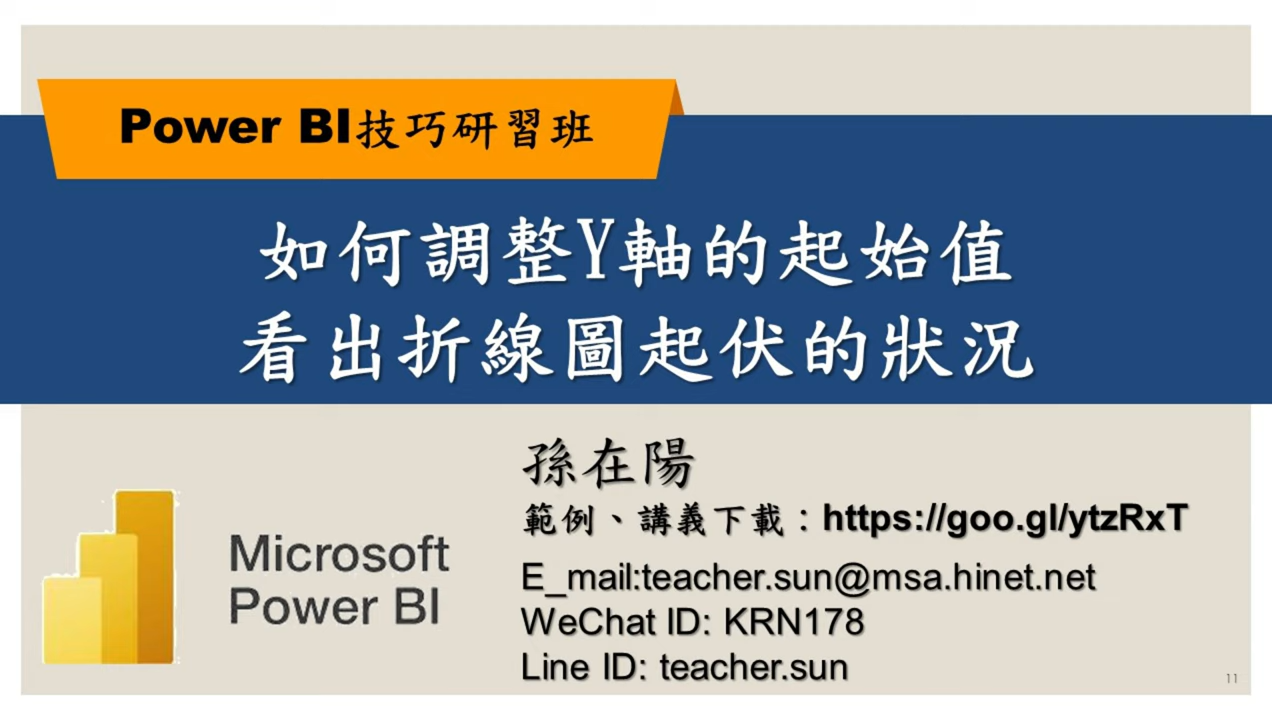 Power BI技巧研習班
如何調整Y軸的起始值
看出折線圖起伏的狀況
孫在陽
範例、講義下載：https://goo.gl/ytzRxT
Microsoft
Power BI
E_mail:teacher.sun@msa.hinet.net
WeChat ID: KRN178
Line ID: teacher.sun
11